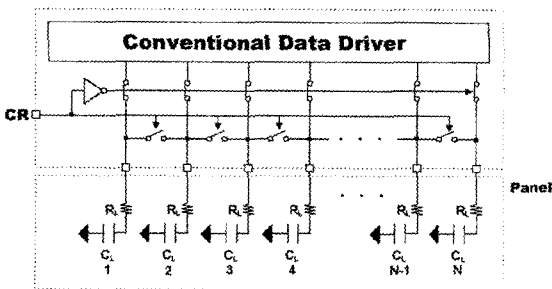 Conventional Data Driver
CR
Panel
R_L R_L R_L R_L R_L R_L
C_L C_L C_L C_L C_L C_L
1 2 3 4 N-1 N